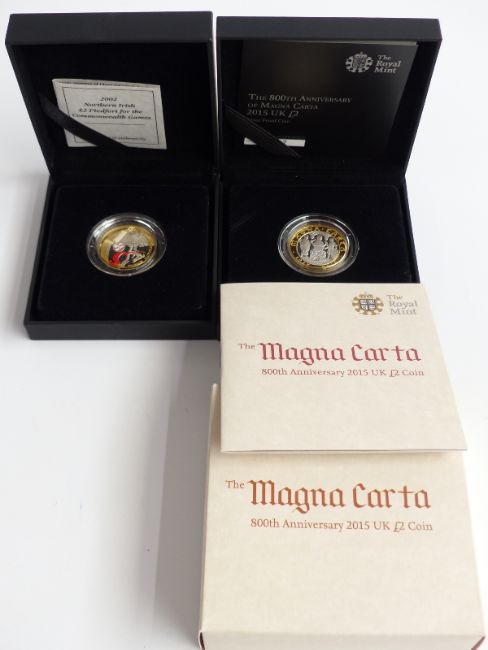 2002
Northern Irish
£2 Piedfort for the
Commonwealth Games
The Royal
Mint
THE 800TH ANNIVERSARY
OF MAGNA CARTA
2015 UK £2
The Royal
Mint
The Magna Carta
800th Anniversary 2015 UK £2 Coin
The Magna Carta
800th Anniversary 2015 UK £2 Coin